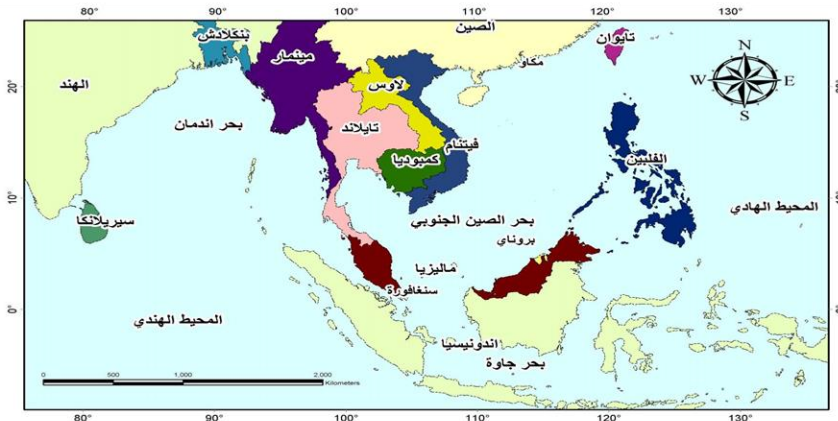 80° 90° 100° 110° 120° 130°
الصين
بنكلادش
تايوان
مينمار
مكاو
N
W E
S
الهند
لاوس
20° 20°
بحر اندمان
تايلاند
فيتنام
كمبوديا
الفلبين
10° 10°
سيريلانكا
بحر الصين الجنوبي
المحيط الهادي
بروناي
ماليزيا
سنغافورة
0° 0°
المحيط الهندي
اندونيسيا
بحر جاوة
0 500 1,000 2,000
Kilometers
80° 90° 100° 110° 120° 130°